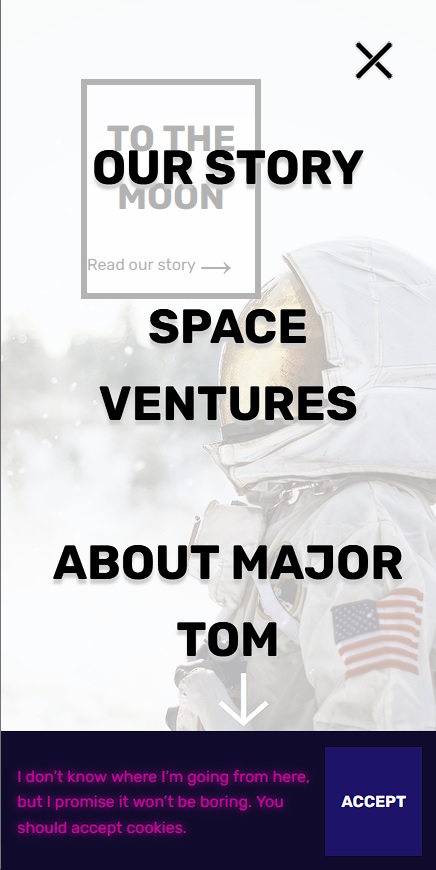 TO THE
OUR STORY
MOON
Read our story
SPACE
VENTURES
ABOUT MAJOR
TOM
I don’t know where I’m going from here,
but I promise it won’t be boring. You
should accept cookies.
ACCEPT